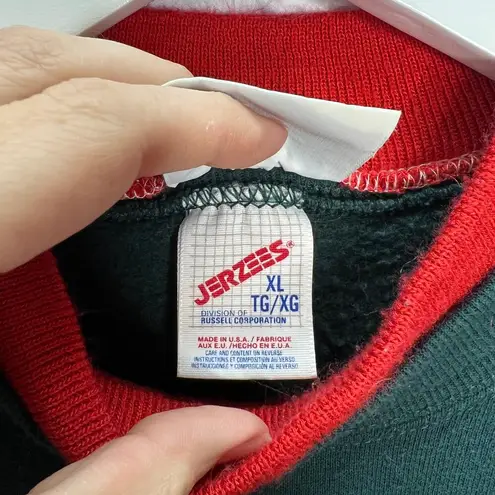 JERZEES®
XL
TG/XG
DIVISION OF
RUSSELL CORPORATION
MADE IN U.S.A. / FABRIQUE
AUX E.U. /HECHO EN E.U.A.
CARE AND CONTENT ON REVERSE
INSTRUCTIONS ET COMPOSITION AU VERSO
INSTRUCCIONES Y COMPOSICIÓN AL REVERSO